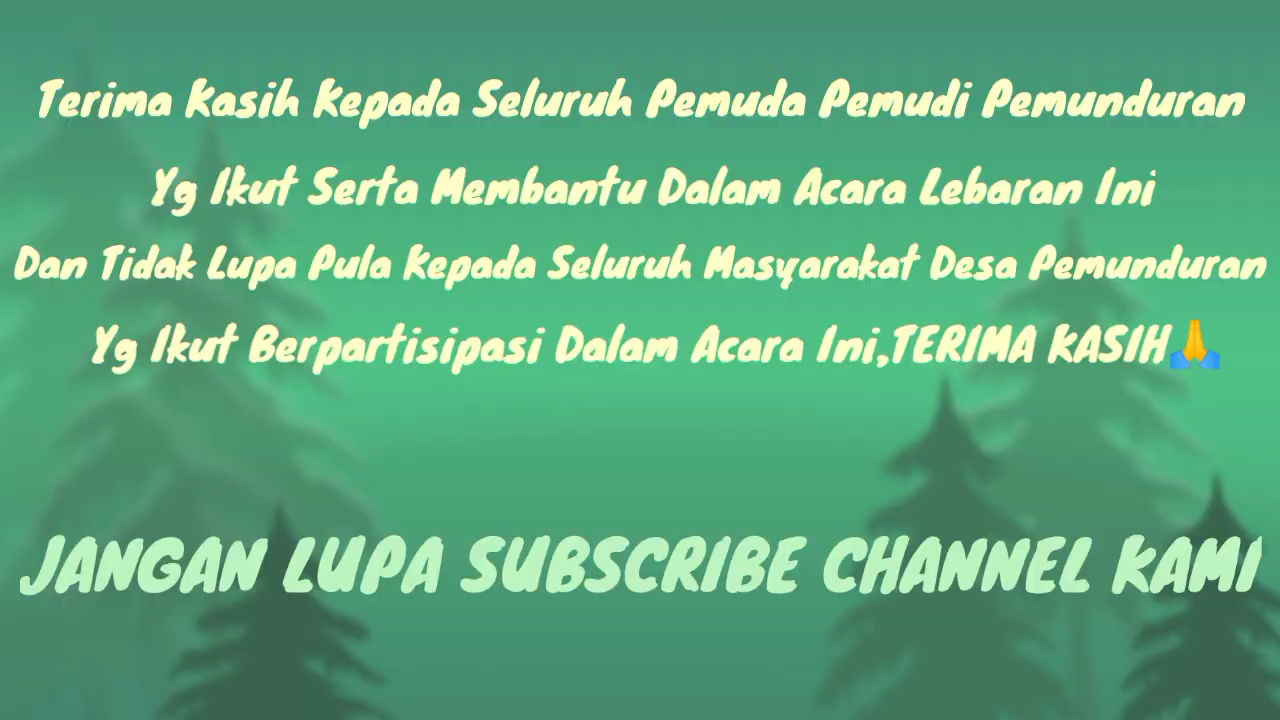 Terima Kasih Kepada Seluruh Pemuda Pemudi Pemunduran
Yg Ikut Serta Membantu Dalam Acara Lebaran Ini
Dan Tidak Lupa Pula Kepada Seluruh Masyarakat Desa Pemunduran
Yg Ikut Berpartisipasi Dalam Acara Ini,TERIMA KASIH🙏
JANGAN LUPA SUBSCRIBE CHANNEL KAMI